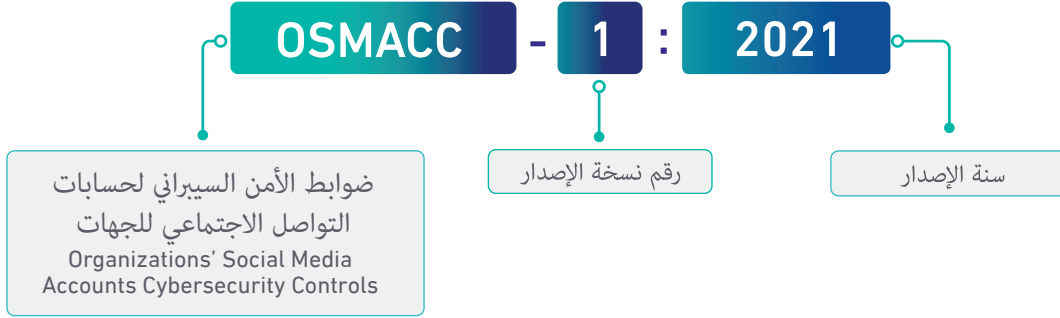 OSMACC - 1 : 2021
ضوابط الأمن السيبراني لحسابات
التواصل الاجتماعي للجهات
Organizations’ Social Media
Accounts Cybersecurity Controls
رقم نسخة الإصدار
سنة الإصدار